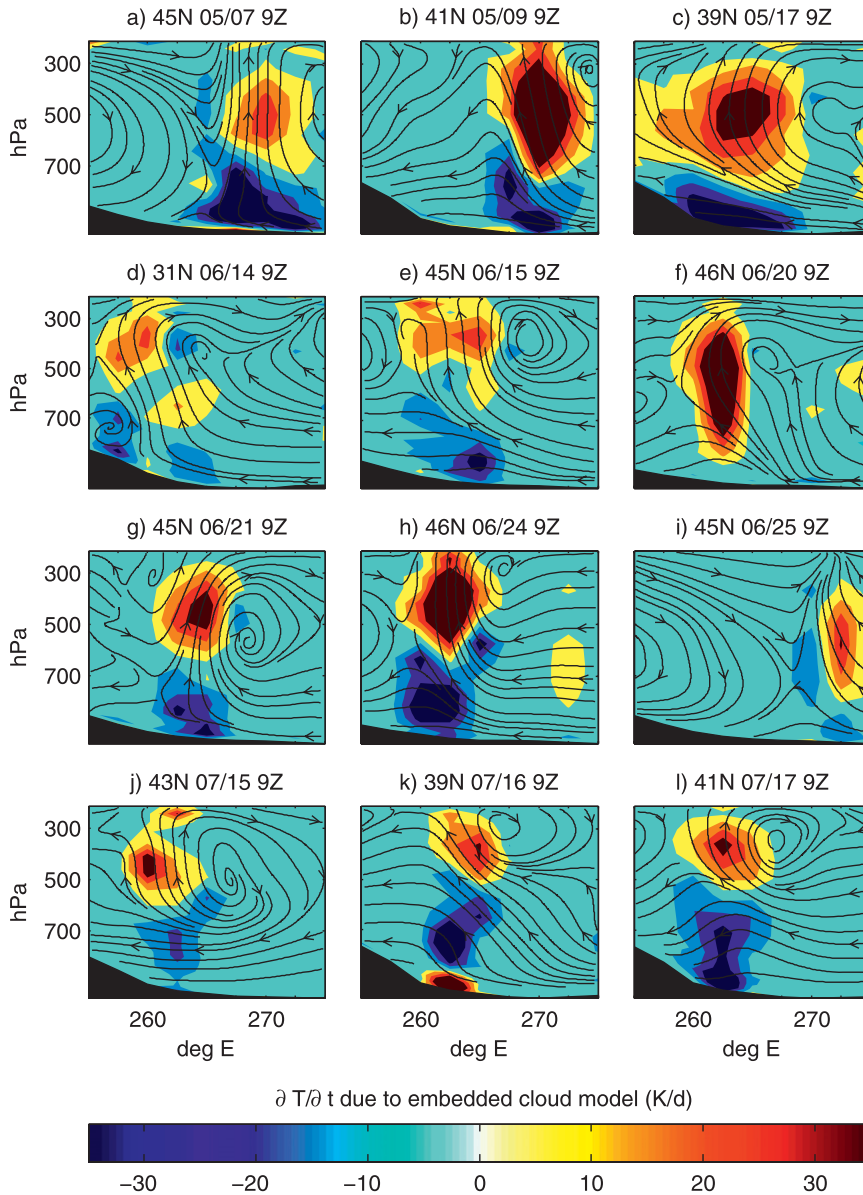 a) 45N 05/07 9Z
b) 41N 05/09 9Z
c) 39N 05/17 9Z
300
500
700
hPa
d) 31N 06/14 9Z
e) 45N 06/15 9Z
f) 46N 06/20 9Z
300
500
700
hPa
g) 45N 06/21 9Z
h) 46N 06/24 9Z
i) 45N 06/25 9Z
300
500
700
hPa
j) 43N 07/15 9Z
k) 39N 07/16 9Z
l) 41N 07/17 9Z
300
500
700
hPa
260 270
260 270
260 270
deg E
deg E
deg E
∂ T/∂ t due to embedded cloud model (K/d)
−30 −20 −10 0 10 20 30